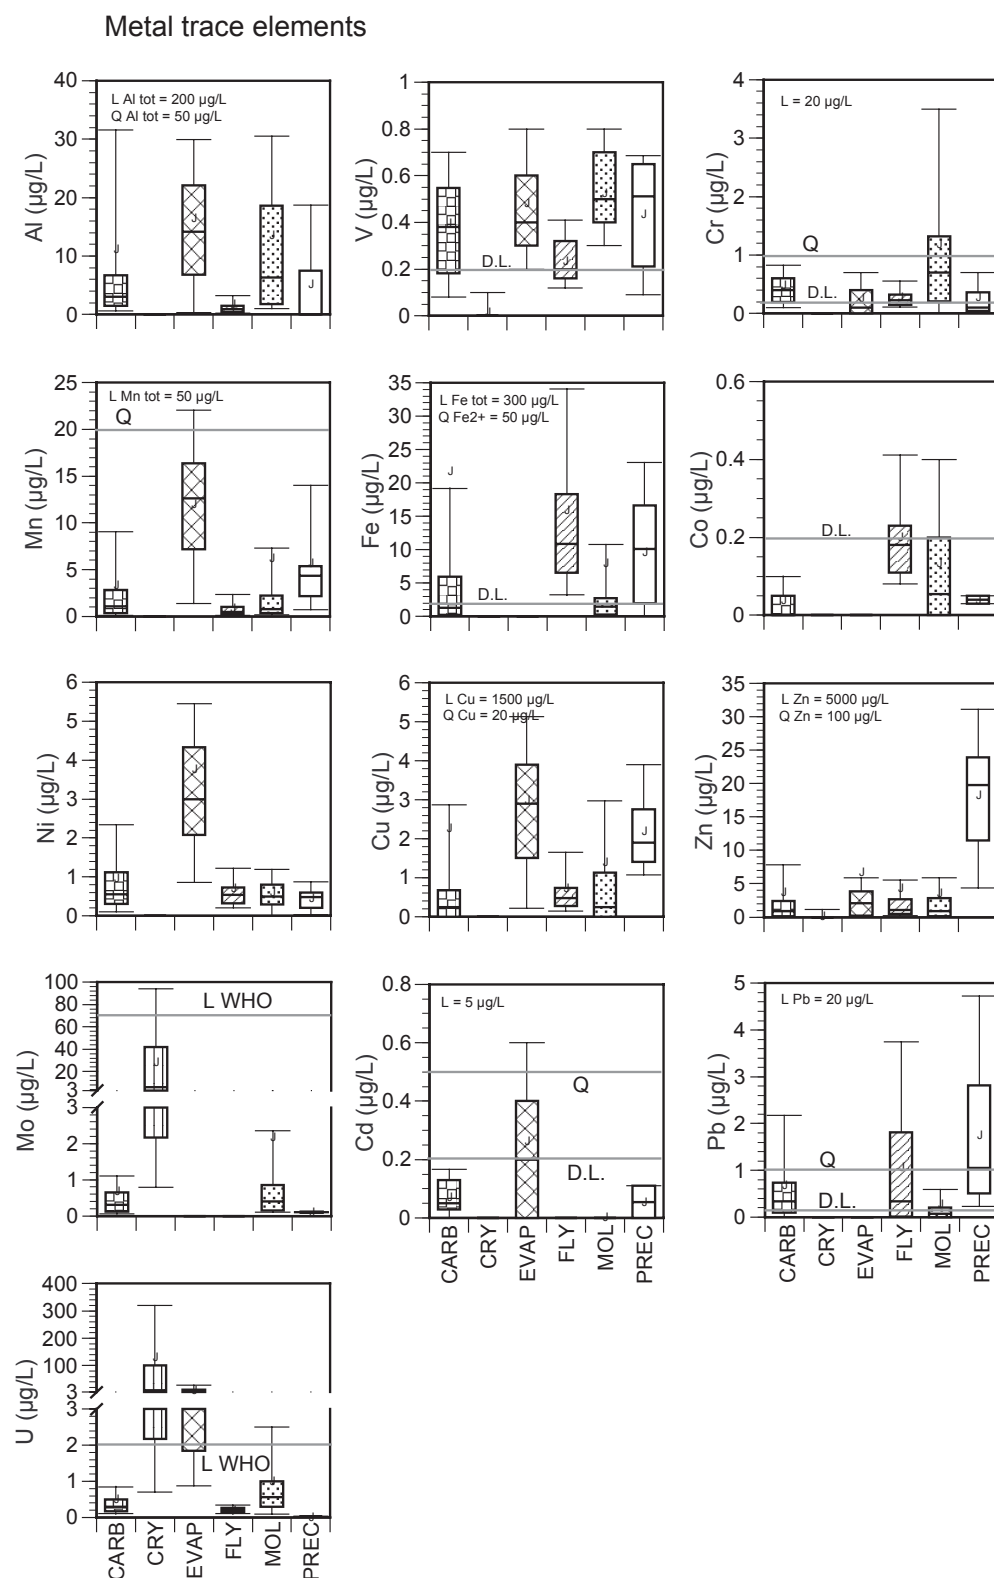 Metal trace elements
Al (µg/L)
40
30
20
10
0
L Al tot = 200 µg/L
Q Al tot = 50 µg/L
J
J
J
J
J
V (µg/L)
1
0.8
0.6
0.4
0.2
0
D.L.
J
J
J
J
J
J
Cr (µg/L)
4
3
2
1
0
L = 20 µg/L
Q
D.L.
J
J
J
J
J
Mn (µg/L)
25
20
15
10
5
0
L Mn tot = 50 µg/L
Q
J
J
J
J
J
Fe (µg/L)
35
30
25
20
15
10
5
0
L Fe tot = 300 µg/L
Q Fe2+ = 50 µg/L
D.L.
J
J
J
J
Co (µg/L)
0.6
0.4
0.2
0
D.L.
J
J
J
J
Ni (µg/L)
6
5
4
3
2
1
0
J
J
J
J
J
Cu (µg/L)
6
5
4
3
2
1
0
L Cu = 1500 µg/L
Q Cu = 20 µg/L
J
J
J
J
J
Zn (µg/L)
35
30
25
20
15
10
5
0
L Zn = 5000 µg/L
Q Zn = 100 µg/L
J
J
J
J
J
J
Mo (µg/L)
100
80
60
40
20
3
3
2
1
0
L WHO
J
J
J
J
Cd (µg/L)
0.8
0.6
0.4
0.2
0
L = 5 µg/L
Q
D.L.
J
J
J
J
CARB
CRY
EVAP
FLY
MOL
PREC
Pb (µg/L)
5
4
3
2
1
0
L Pb = 20 µg/L
Q
D.L.
J
J
J
J
CARB
CRY
EVAP
FLY
MOL
PREC
U (µg/L)
400
300
200
100
3
3
2
1
0
L WHO
J
J
J
J
CARB
CRY
EVAP
FLY
MOL
PREC